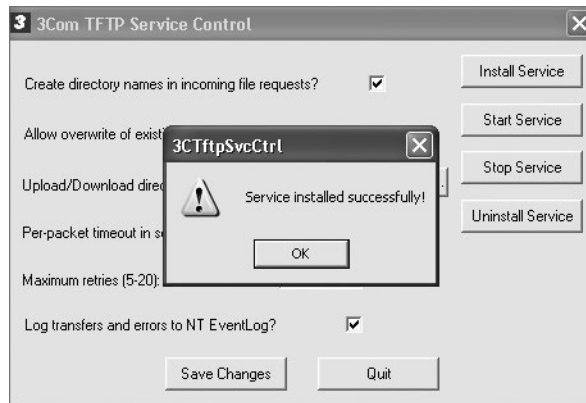 3 3Com TFTP Service Control
Create directory names in incoming file requests?
Install Service
Allow overwrite of
Start Service
3CTftpSvcCtrl
Service installed successfully!
OK
Upload/Download
Stop Service
Per-packet timeout in
Uninstall Service
Maximum retries (5-20):
Log transfers and errors to NT EventLog?
Save Changes
Quit